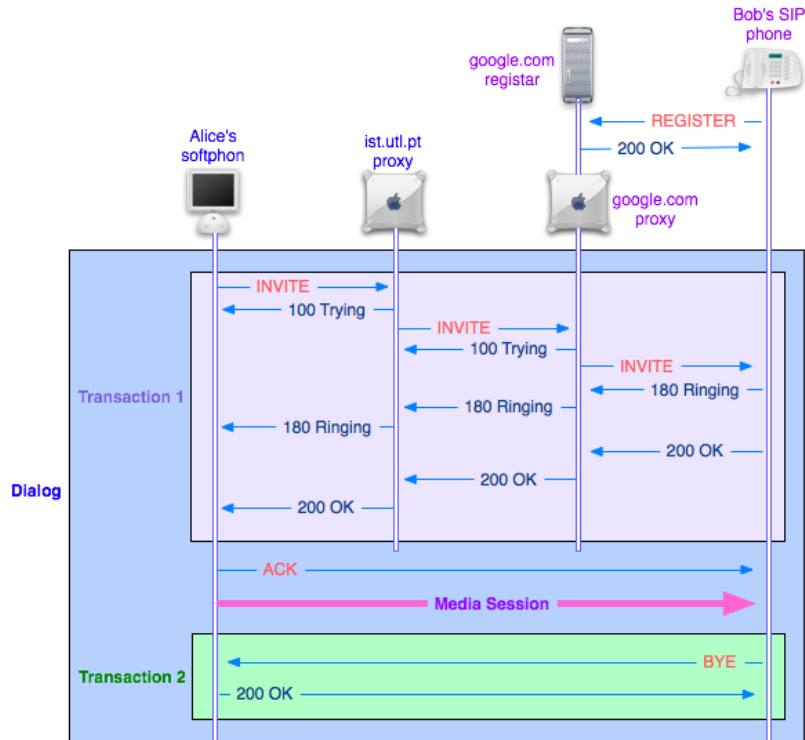 Bob's SIP
phone
google.com
registar
REGISTER
200 OK
Alice's
softphon
ist.utl.pt
proxy
google.com
proxy
INVITE
100 Trying
INVITE
100 Trying
INVITE
180 Ringing
Transaction 1
180 Ringing
180 Ringing
200 OK
200 OK
Dialog
200 OK
ACK
Media Session
BYE
Transaction 2
200 OK